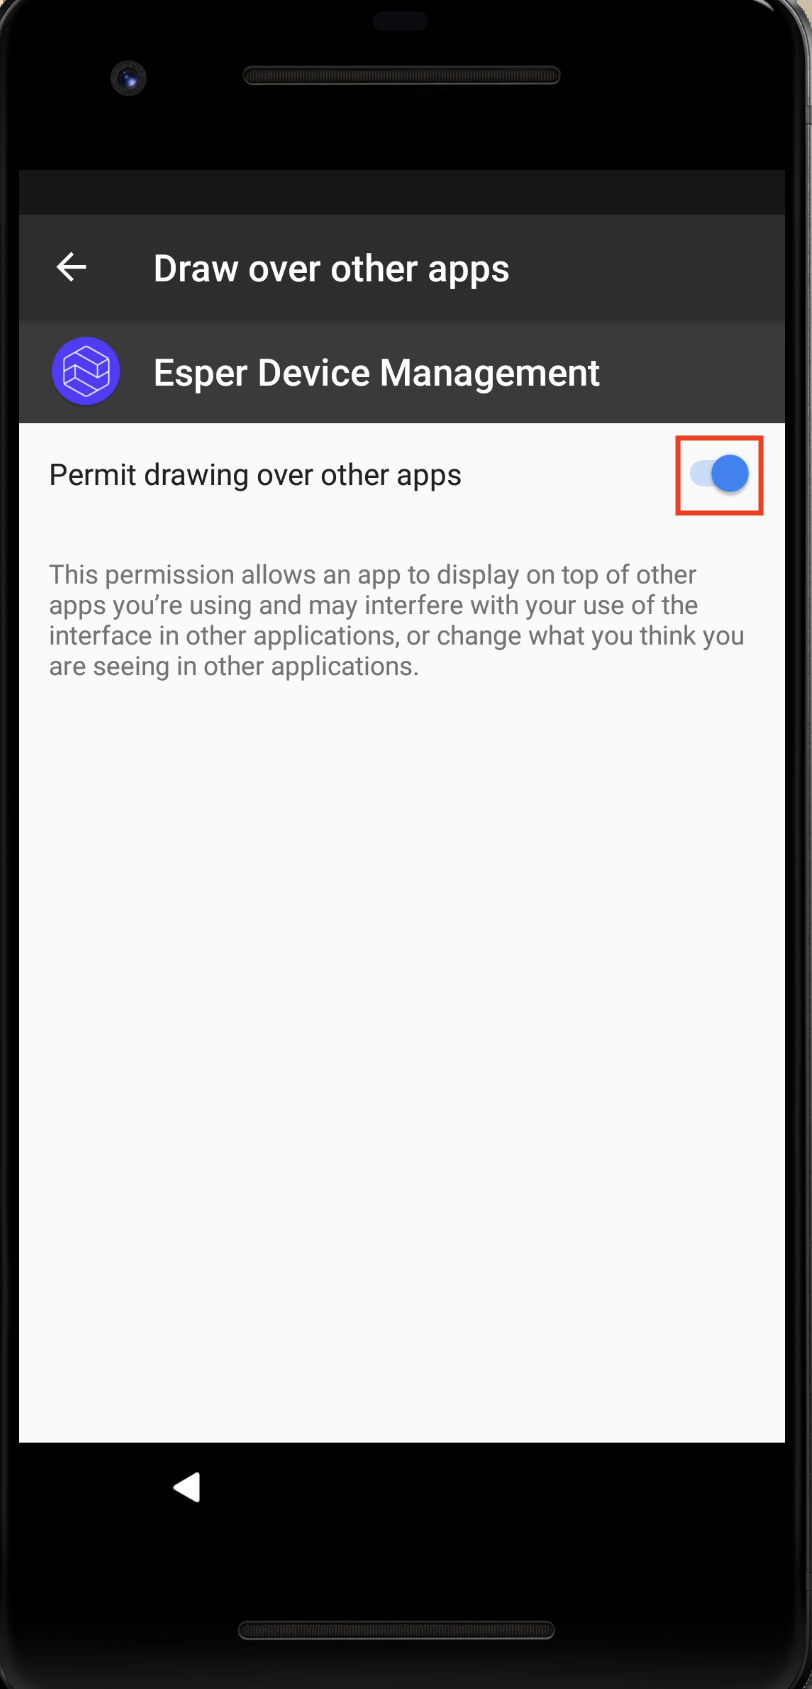 Draw over other apps
Esper Device Management
Permit drawing over other apps
This permission allows an app to display on top of other
apps you’re using and may interfere with your use of the
interface in other applications, or change what you think you
are seeing in other applications.